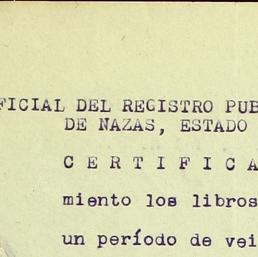 FICIAL DEL REGISTRO PUB
DE NAZAS, ESTADO
C E R T I F I C A
miento los libros
un período de vei